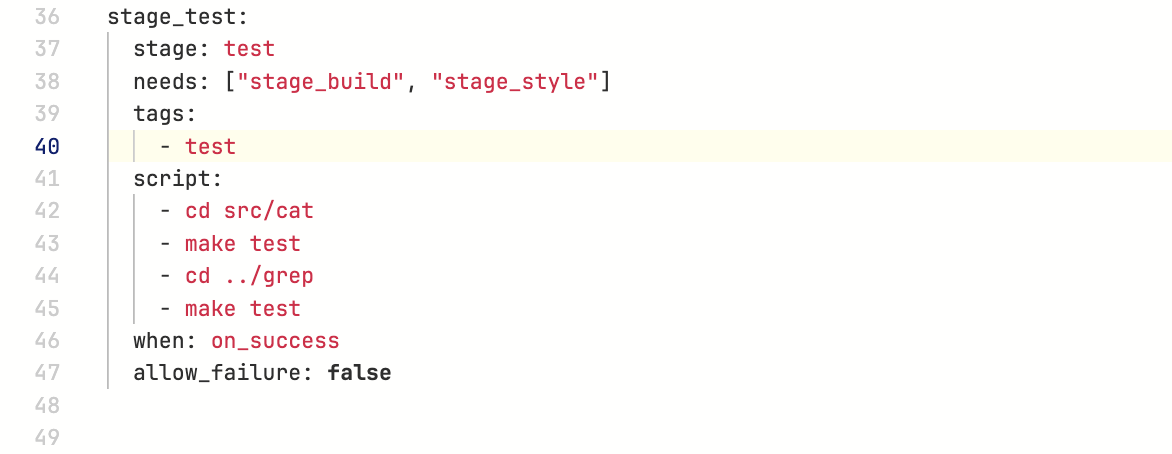 36 stage_test:
37 stage: test
38 needs: ["stage_build", "stage_style"]
39 tags:
40 - test
41 script:
42 - cd src/cat
43 - make test
44 - cd ../grep
45 - make test
46 when: on_success
47 allow_failure: false
48
49